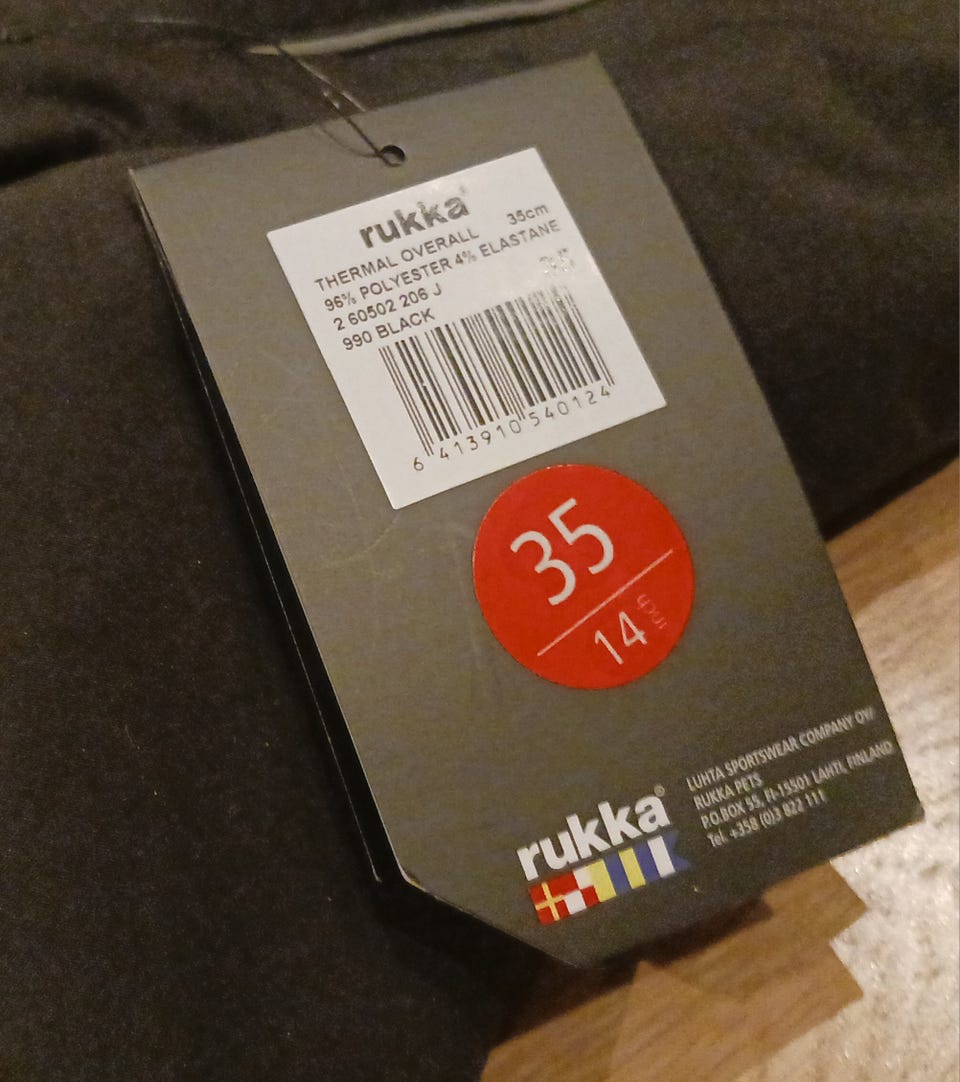 rukka
THERMAL OVERALL 35cm
96% POLYESTER 4% ELASTANE
2 60502 206 J
990 BLACK
6 413910 540124
35
14 inch
rukka®
LUHTA SPORTSWEAR COMPANY OY/
RUKKA PETS
P.O.BOX 55, FI-15501 LAHTI, FINLAND
Tel. +358 (0)3 822 111